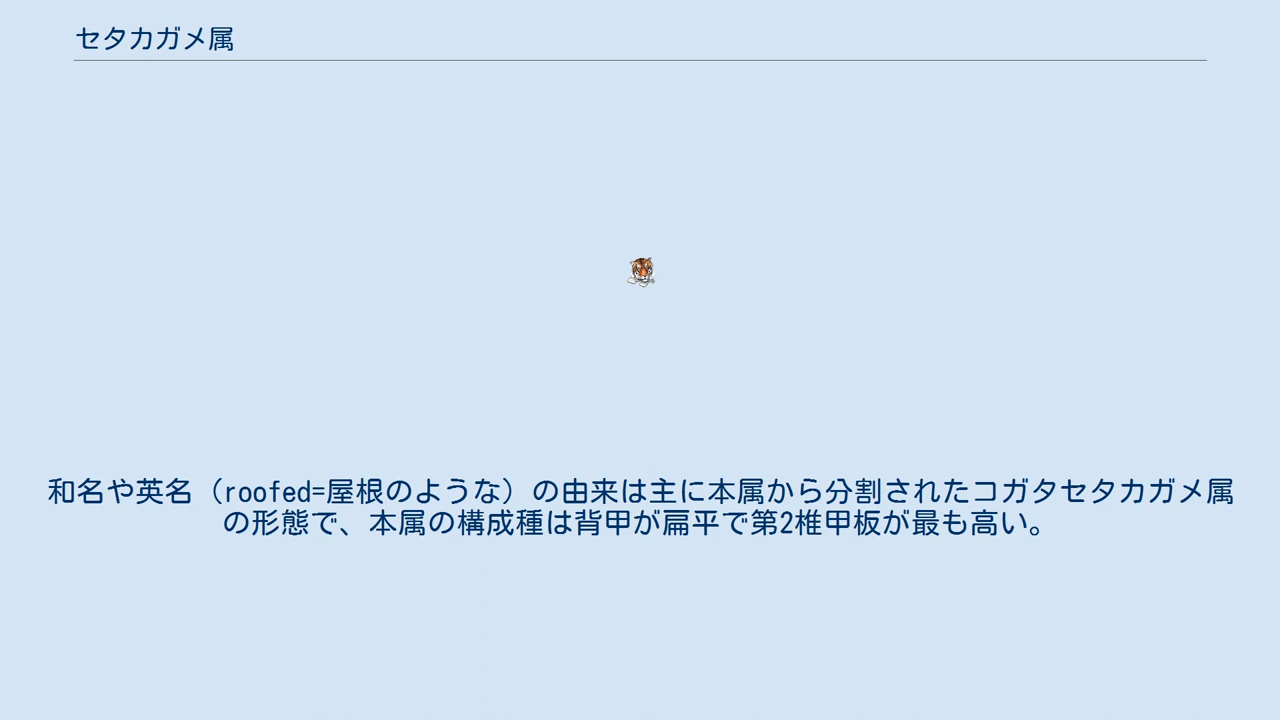 セタカガメ属
和名や英名（roofed=屋根のような）の由来は主に本属から分割されたコガタセタカガメ属
の形態で、本属の構成種は背甲が扁平で第2椎甲板が最も高い。